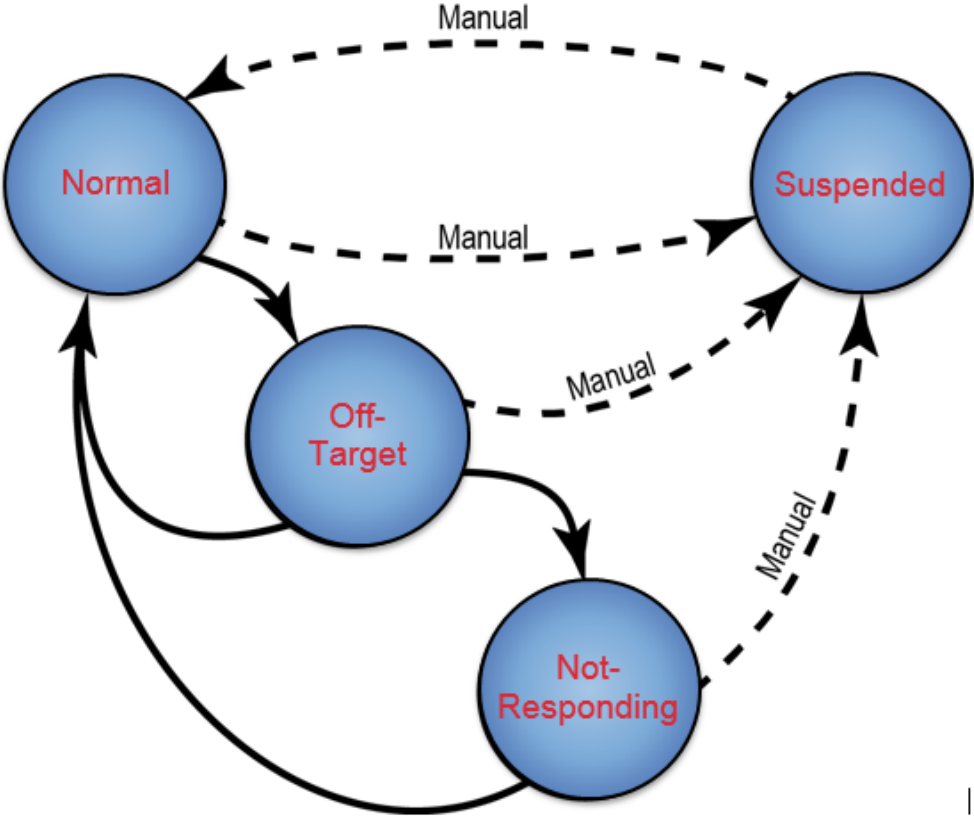 Manual
Normal
Suspended
Manual
Manual
Off-
Target
Manual
Not-
Responding